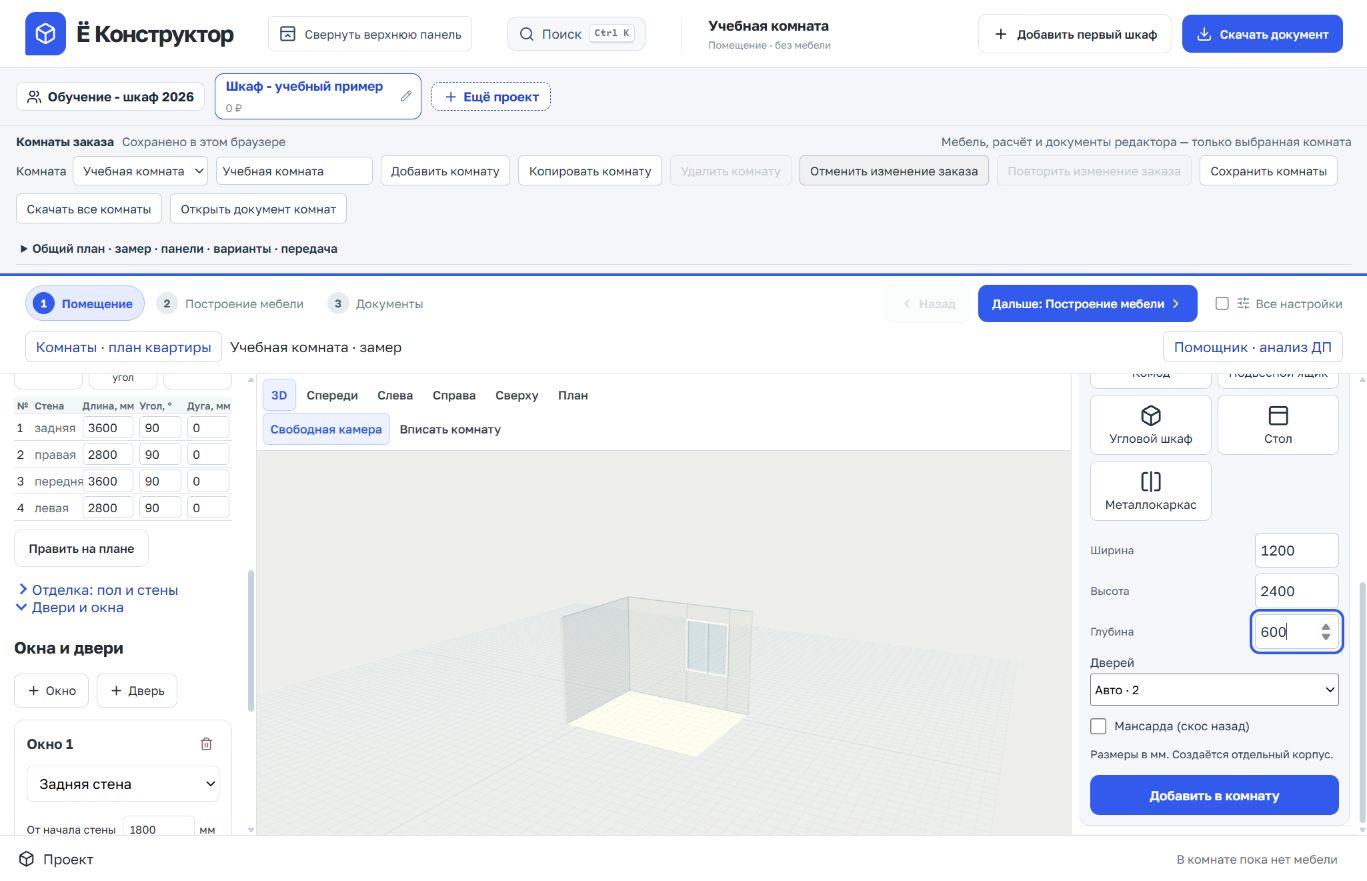 Ё Конструктор
Свернуть верхнюю панель
Поиск Ctrl K
Учебная комната
Помещение · без мебели
Добавить первый шкаф
Скачать документ
Обучение - шкаф 2026
Шкаф - учебный пример
0 ₽
Ещё проект
Комнаты заказа Сохранено в этом браузере
Мебель, расчёт и документы редактора — только выбранная комната
Комната Учебная комната Учебная комната Добавить комнату Копировать комнату Удалить комнату Отменить изменение заказа Повторить изменение заказа Сохранить комнаты
Скачать все комнаты Открыть документ комнат
Общий план · замер · панели · варианты · передача
1 Помещение 2 Построение мебели 3 Документы
Назад Дальше: Построение мебели Все настройки
Комнаты · план квартиры Учебная комната · замер
Помощник · анализ ДП
угол
№ Стена Длина, мм Угол, ° Дуга, мм
1 задняя 3600 90 0
2 правая 2800 90 0
3 передня 3600 90 0
4 левая 2800 90 0
Править на плане
Отделка: пол и стены
Двери и окна
Окна и двери
+ Окно + Дверь
Окно 1
Задняя стена
От начала стены 1800 мм
3D Спереди Слева Справа Сверху План
Свободная камера Вписать комнату
Комод Подвесной ящик
Угловой шкаф Стол
Металлокаркас
Ширина 1200
Высота 2400
Глубина 600
Дверей
Авто · 2
Мансарда (скос назад)
Размеры в мм. Создаётся отдельный корпус.
Добавить в комнату
Проект
В комнате пока нет мебели